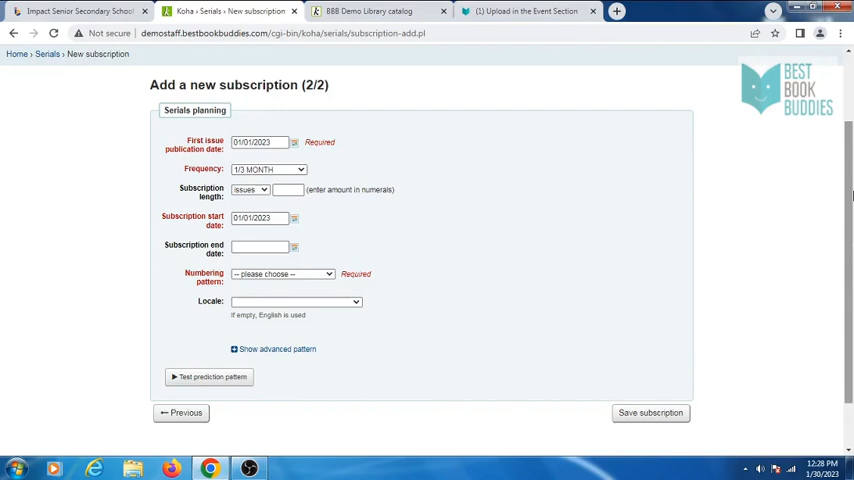 Impact Senior Secondary School
Koha › Serials › New subscription
BBB Demo Library catalog
(1) Upload in the Event Section
Not secure
demostaff.bestbookbuddies.com/cgi-bin/koha/serials/subscription-add.pl
Home › Serials › New subscription
BEST
BOOK
BUDDIES
Add a new subscription (2/2)
Serials planning
First issue publication date: 01/01/2023 Required
Frequency: 1/3 MONTH
Subscription length: issues (enter amount in numerals)
Subscription start date: 01/01/2023
Subscription end date:
Numbering pattern: -- please choose -- Required
Locale:
If empty, English is used
Show advanced pattern
Test prediction pattern
← Previous
Save subscription
12:28 PM
1/30/2023